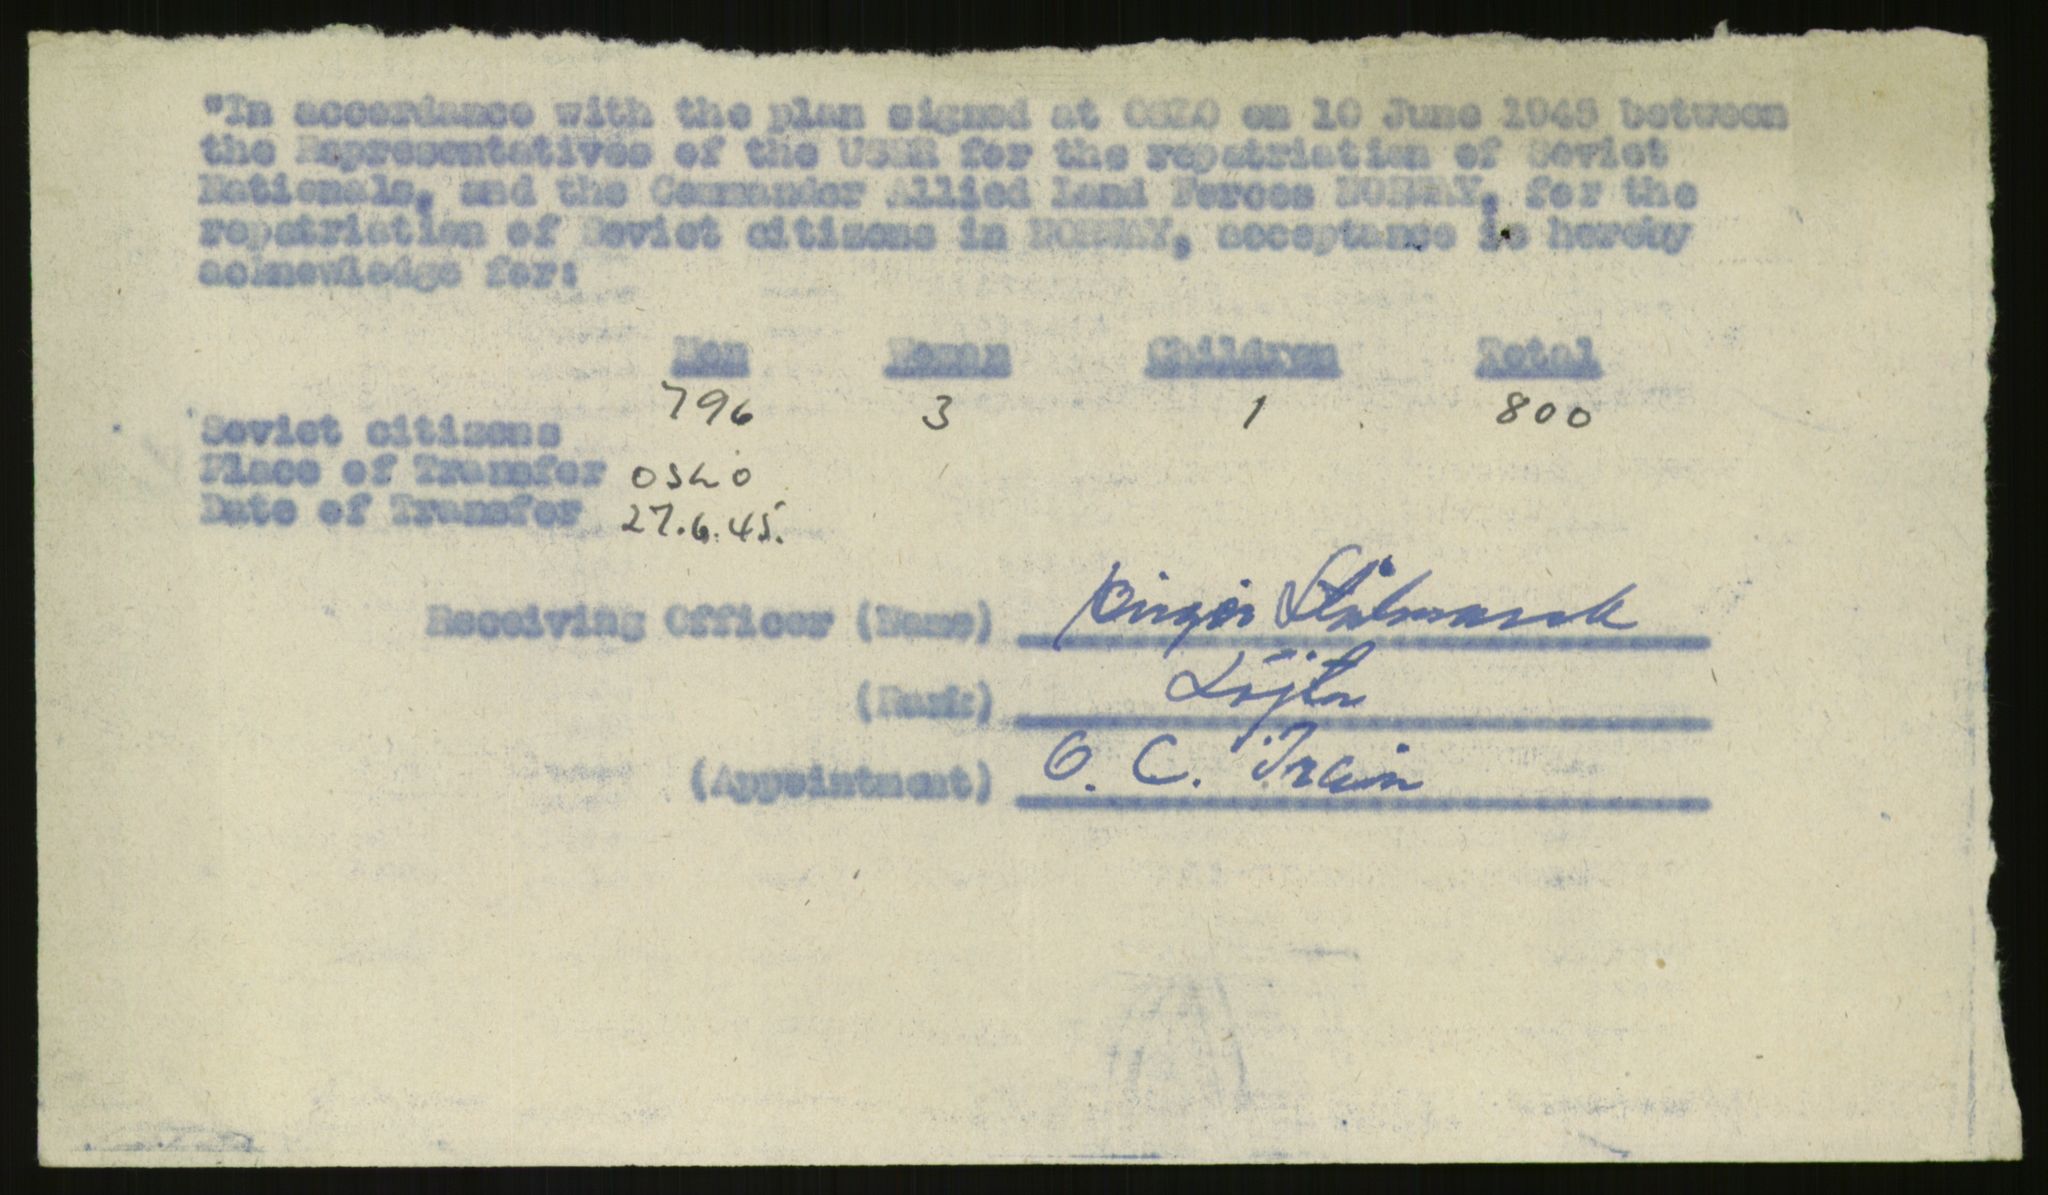 "In accordance with the plan signed at OSLO on 10 June 1945 between
the Representatives of the USSR for the repatriation of Soviet
Nationals, and the Commander Allied Land Forces NORWAY, for the
repatriation of Soviet citizens in NORWAY, acceptance is hereby
acknowledge for:
Men Women Children Total
796 3 1 800
Soviet citizens
Place of Transfer OSLO
Date of Transfer 27.6.45.
Receiving Officer (Name) Birger Stålmarck
(Rank) Löjtn
(Appointment) O. C. Train